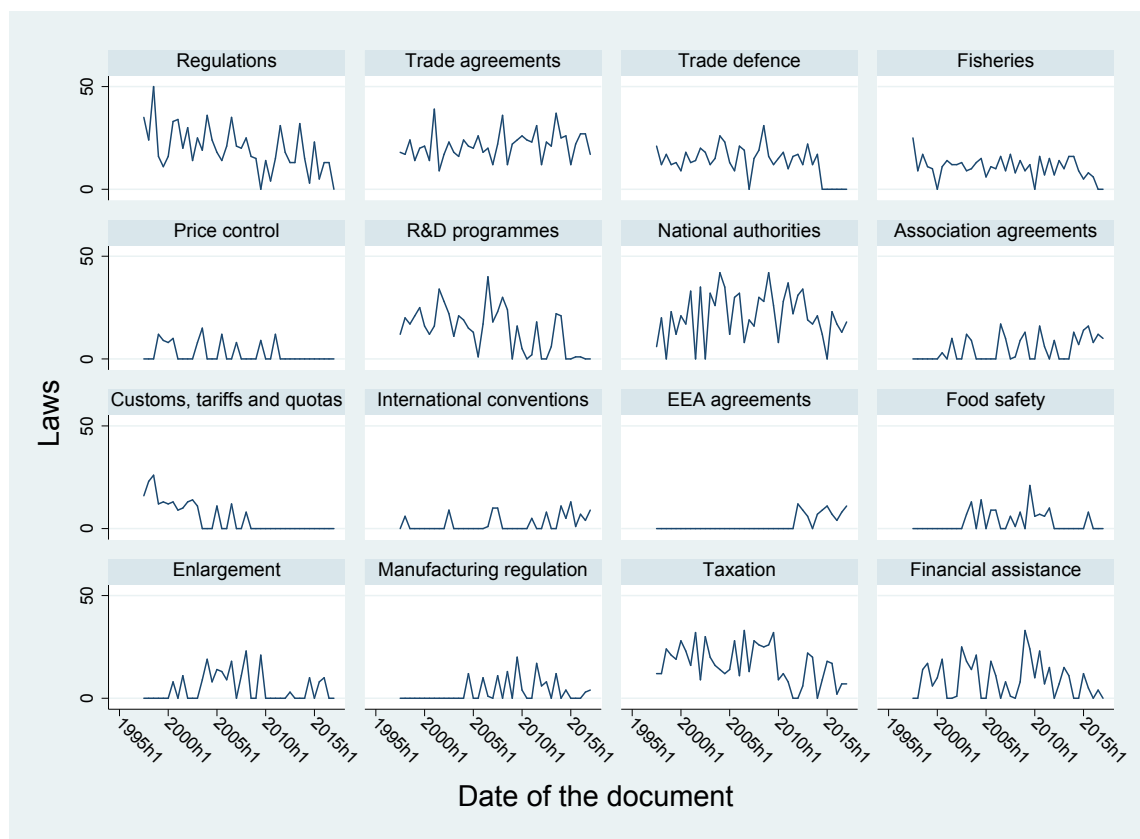 Regulations
Trade agreements
Trade defence
Fisheries
50
0
Price control
R&D programmes
National authorities
Association agreements
50
0
Customs, tariffs and quotas
International conventions
EEA agreements
Food safety
50
0
Enlargement
Manufacturing regulation
Taxation
Financial assistance
50
0
Laws
1995h1 2000h1 2005h1 2010h1 2015h1
1995h1 2000h1 2005h1 2010h1 2015h1
1995h1 2000h1 2005h1 2010h1 2015h1
1995h1 2000h1 2005h1 2010h1 2015h1
Date of the document